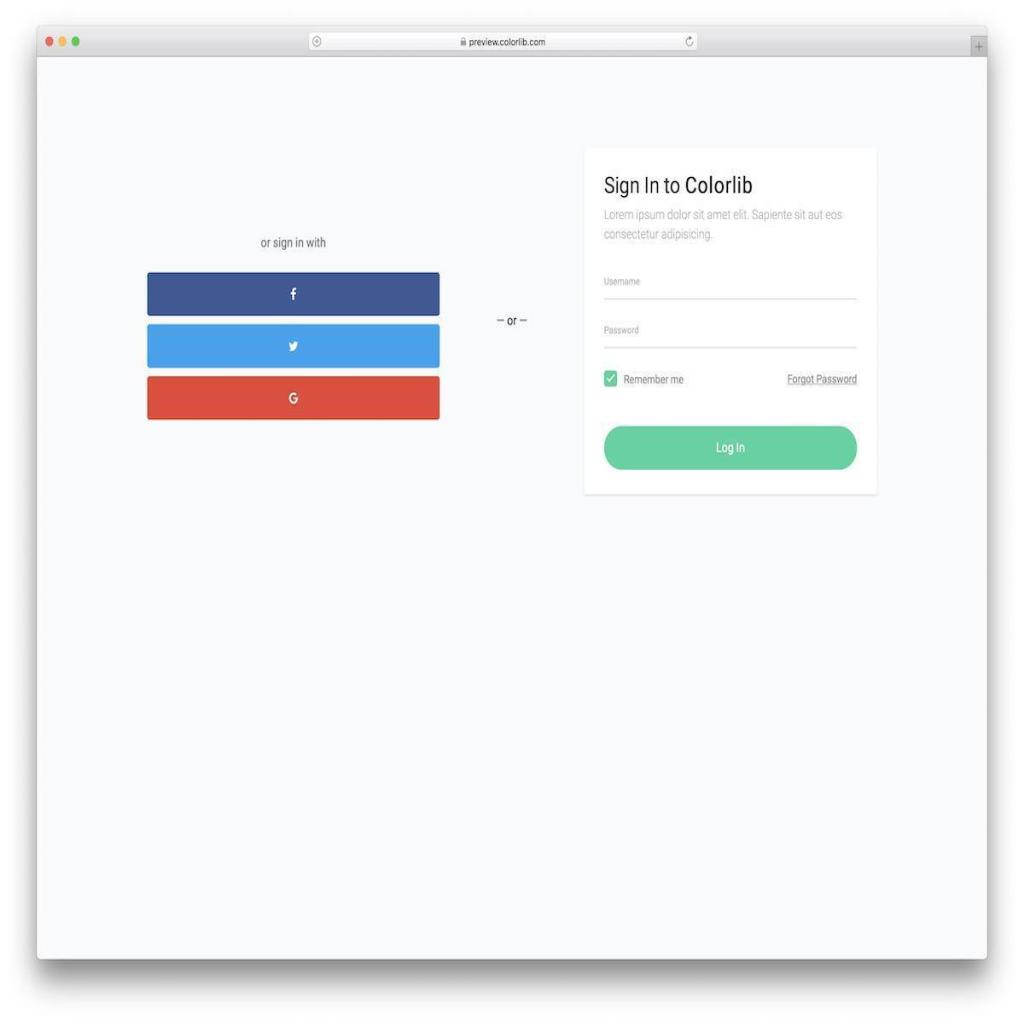 preview.colorlib.com
or sign in with
f
G
– or –
Sign In to Colorlib
Lorem ipsum dolor sit amet elit. Sapiente sit aut eos
consectetur adipisicing.
Username
Password
Remember me
Forgot Password
Log In